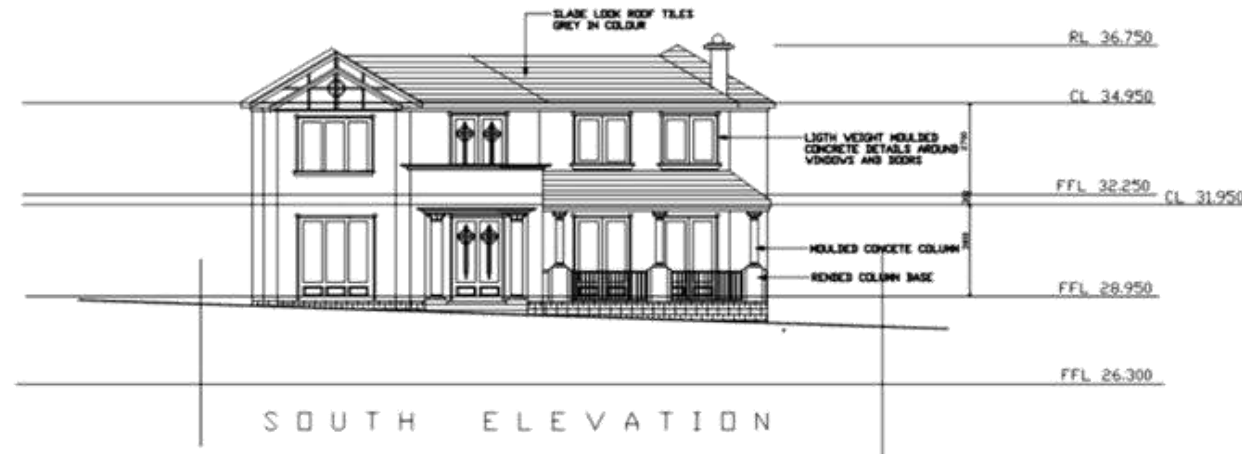 SLADE LOOK ROOF TILES
GREY IN COLOUR
RL 36.750
CL 34.950
LIGTH WEIGHT MOULDED
CONCRETE DETAILS AROUND
WINDOWS AND DOORS
2700
FFL 32.250
CL 31.950
MOULDED CONCETE COLUMN
RENDED COLUMN BASE
FFL 28.950
FFL 26.300
SOUTH ELEVATION